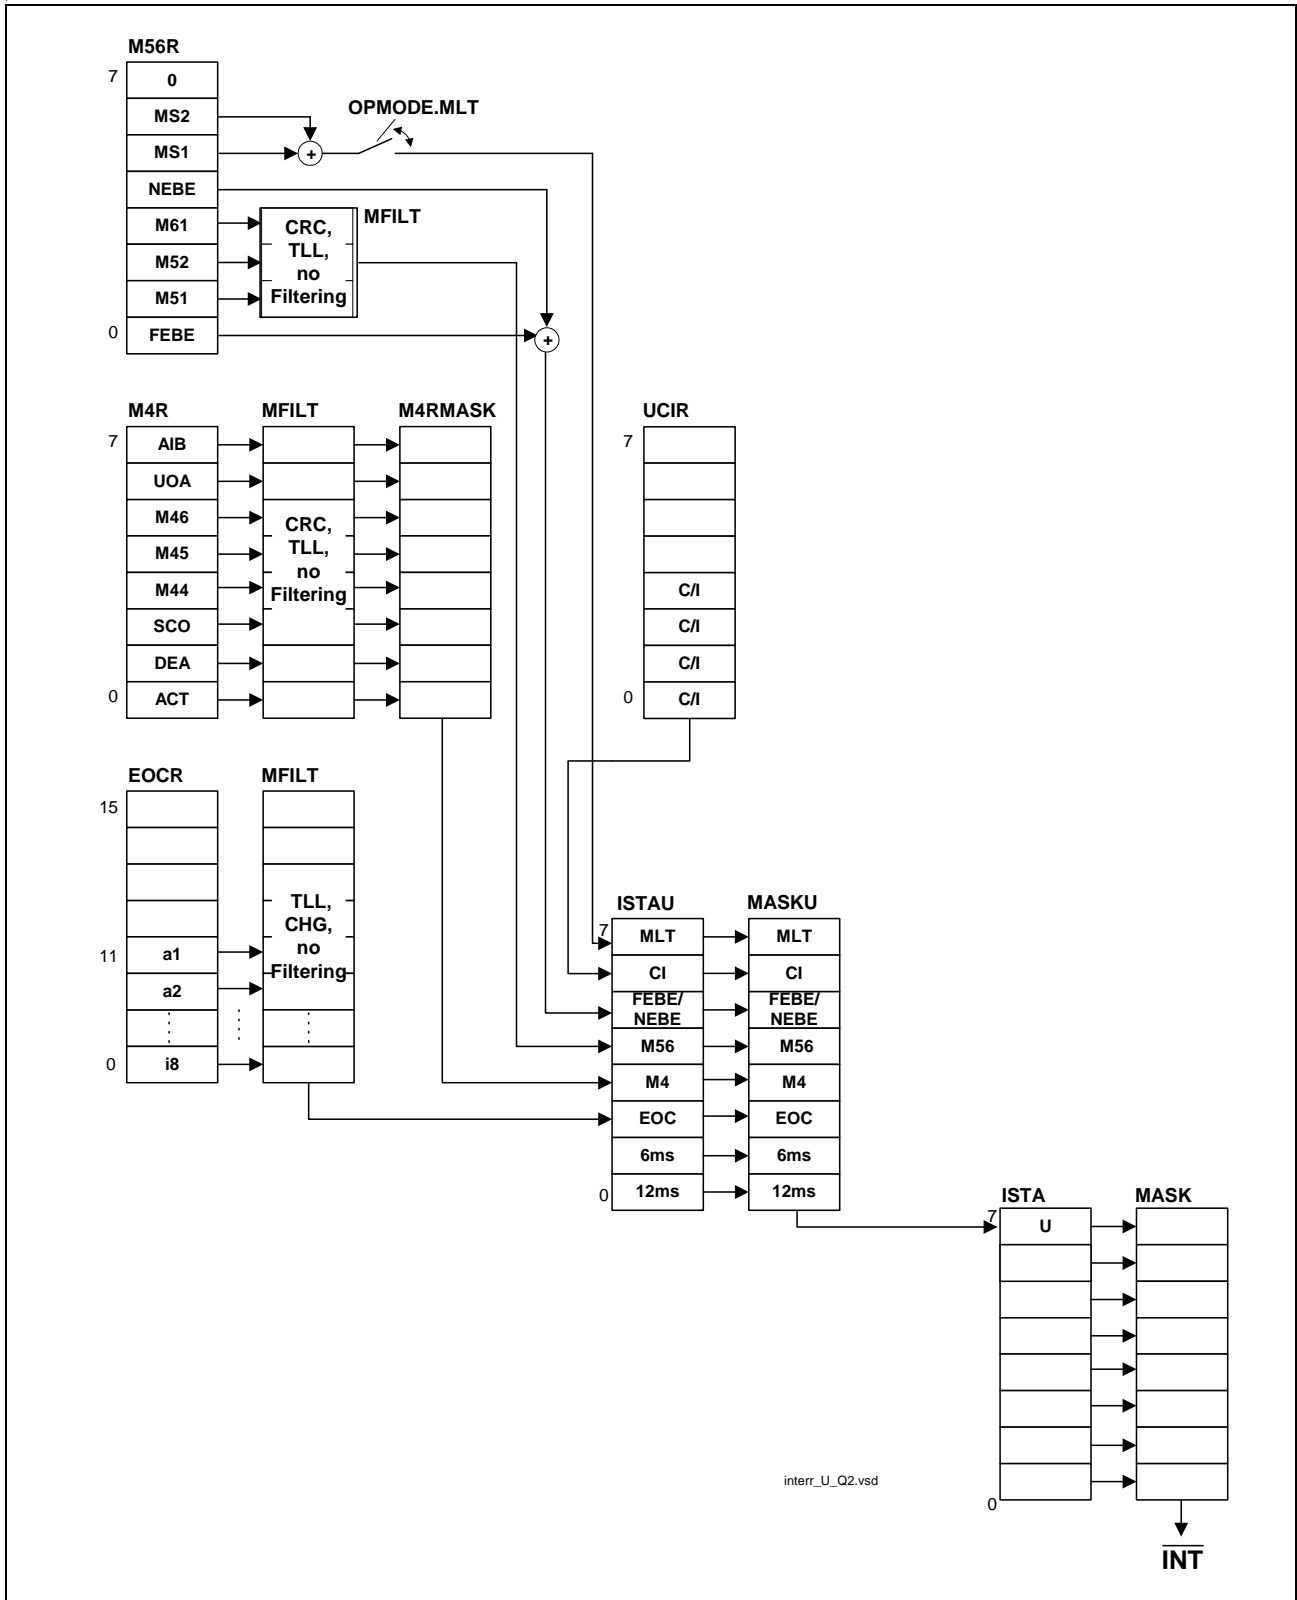 M56R
7
0
MS2
MS1
NEBE
M61
M52
M51
0
FEBE
OPMODE.MLT
+
MFILT
CRC,
TLL,
no
Filtering
+
M4R
7
AIB
UOA
M46
M45
M44
SCO
DEA
0
ACT
MFILT
CRC,
TLL,
no
Filtering
M4RMASK
UCIR
7
C/I
C/I
C/I
0
C/I
EOCR
15
11
a1
a2
0
i8
MFILT
TLL,
CHG,
no
Filtering
ISTAU
7
MLT
CI
FEBE/
NEBE
M56
M4
EOC
6ms
0
12ms
MASKU
MLT
CI
FEBE/
NEBE
M56
M4
EOC
6ms
12ms
ISTA
7
U
0
MASK
INT
interr_U_Q2.vsd